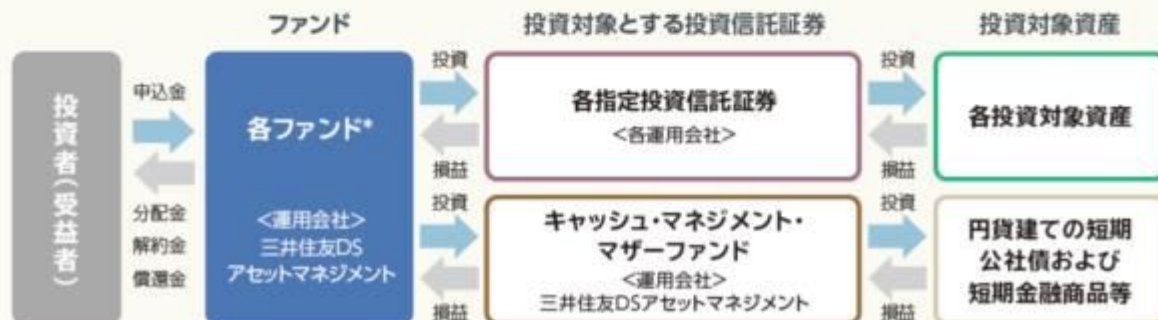 ファンド
投資対象とする投資信託証券
投資対象資産
投資者(受益者)
申込金
分配金
解約金
償還金
各ファンド*
<運用会社>
三井住友DS
アセットマネジメント
投資
損益
各指定投資信託証券
<各運用会社>
投資
損益
各投資対象資産
投資
損益
キャッシュ・マネジメント・
マザーファンド
<運用会社>
三井住友DSアセットマネジメント
投資
損益
円貨建ての短期
公社債および
短期金融商品等